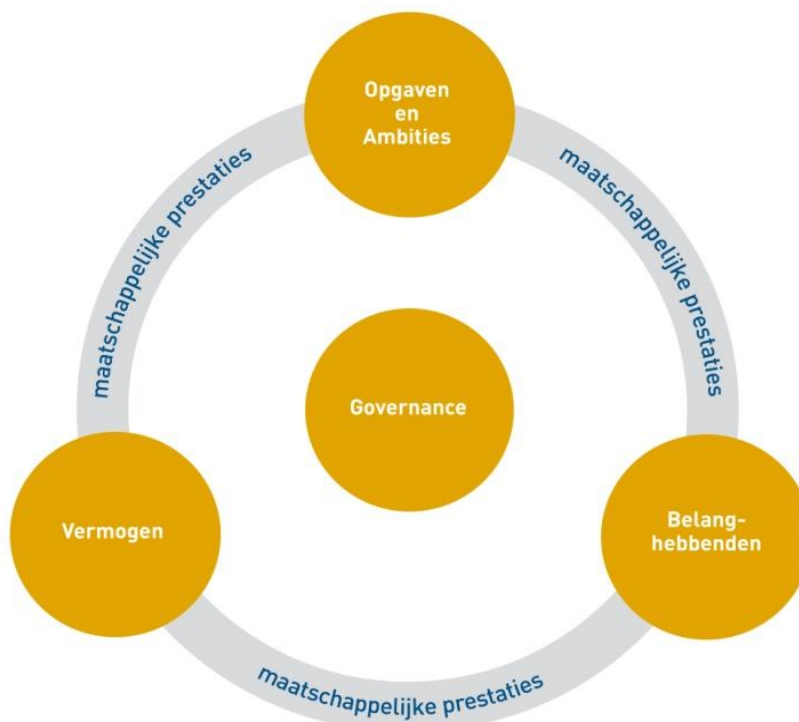 Opgaven
en
Ambities
maatschappelijke prestaties
maatschappelijke prestaties
Governance
Vermogen
Belang-
hebbenden
maatschappelijke prestaties